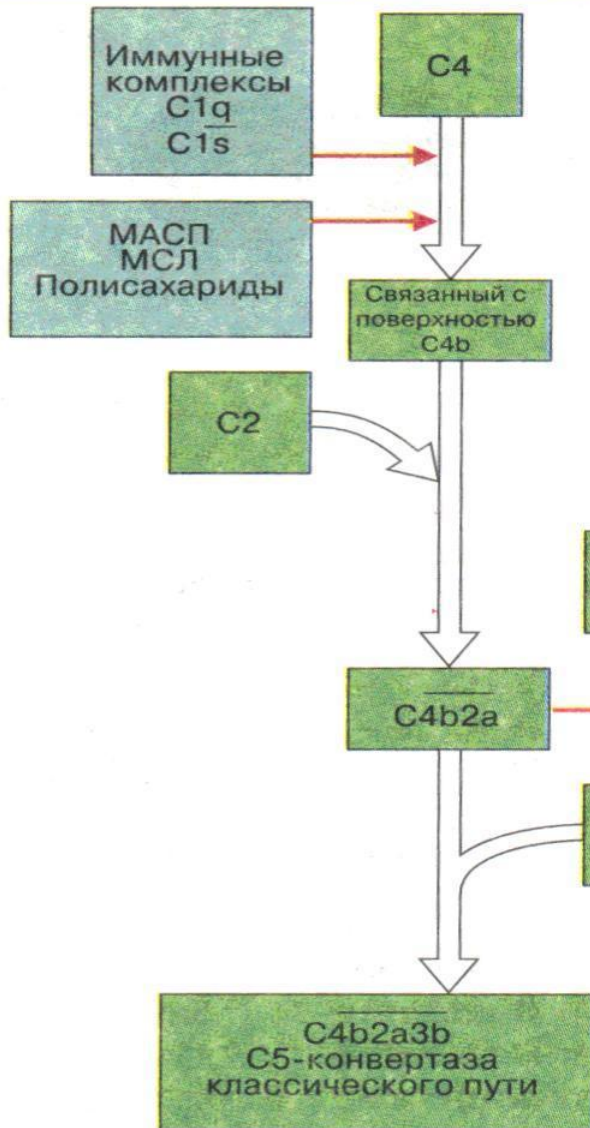 Иммунные
комплексы
C1q
C1s
C4
МАСП
МСЛ
Полисахариды
Связанный с
поверхностью
C4b
C2
C4b2a
C4b2a3b
C5-конвертаза
классического пути